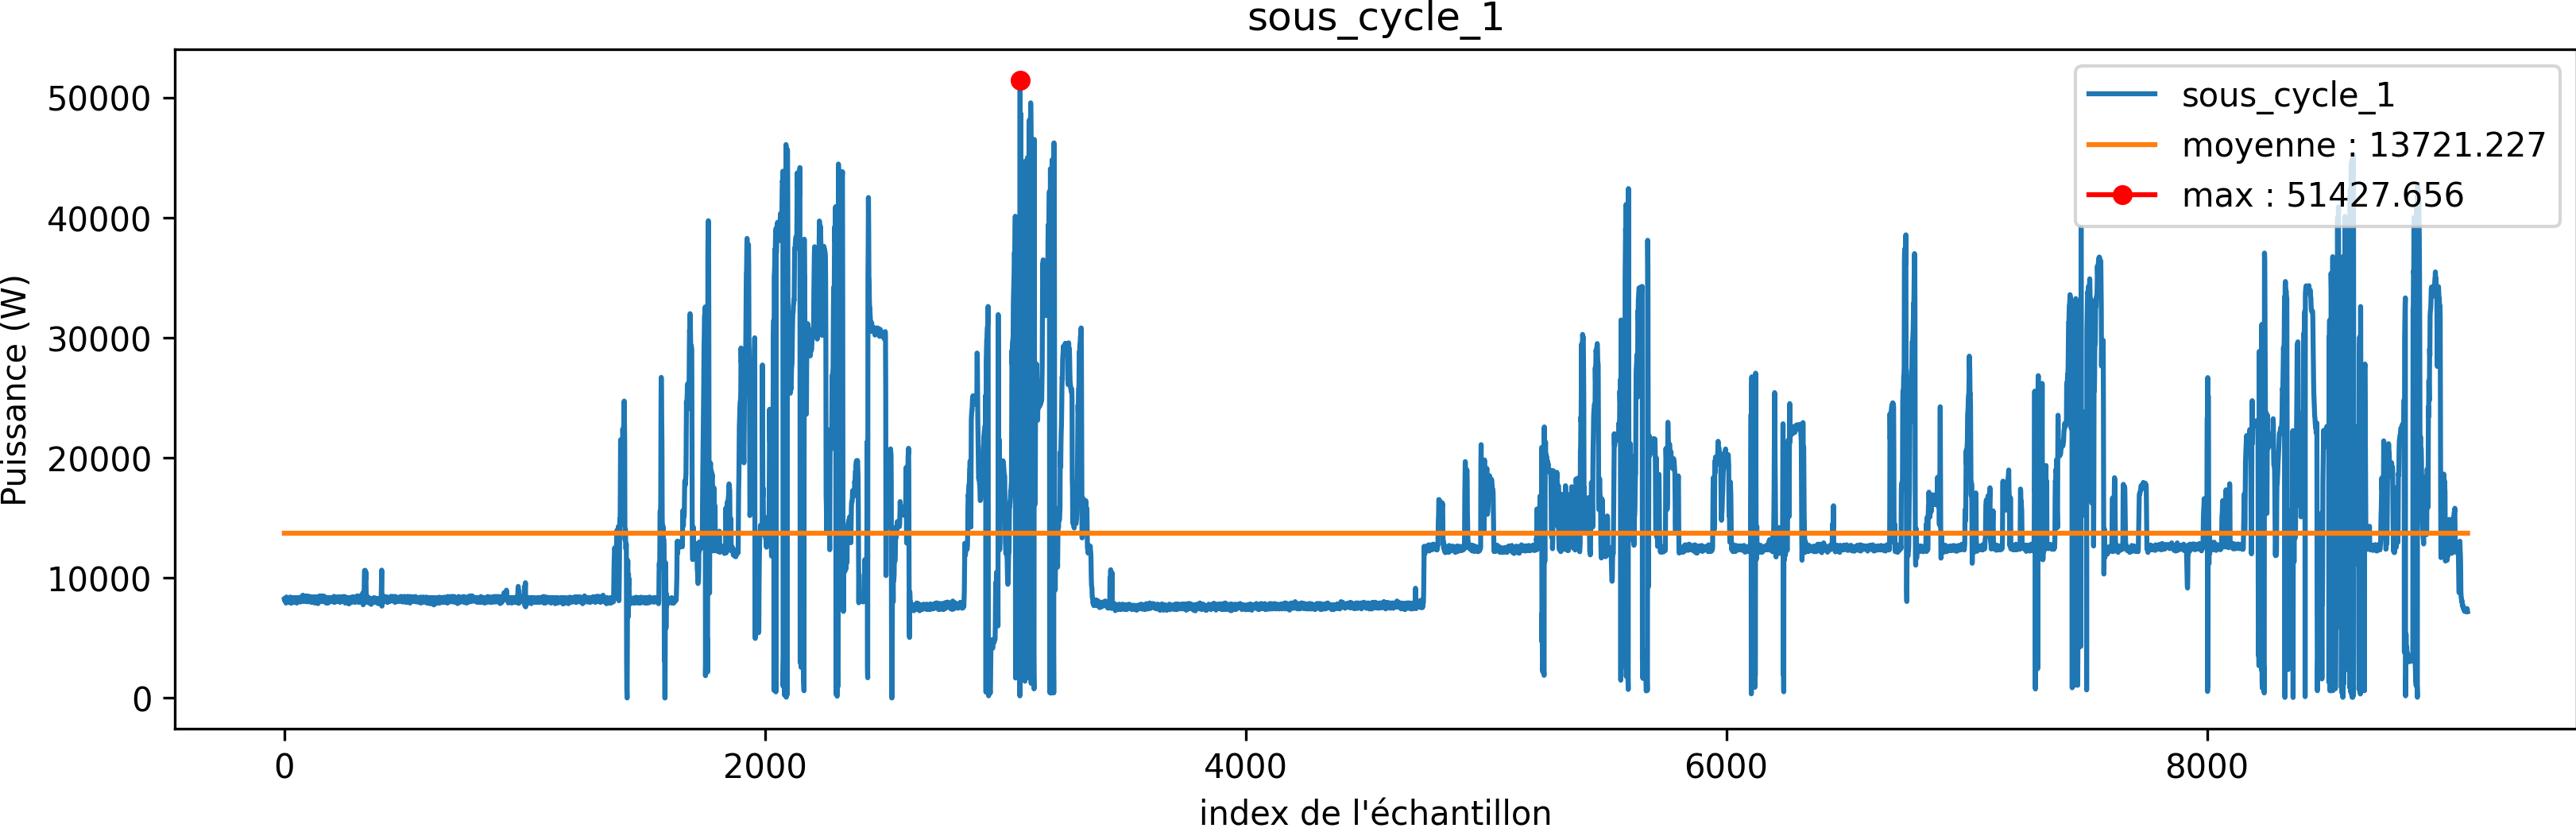 sous_cycle_1
Puissance (W)
50000
40000
30000
20000
10000
0
sous_cycle_1
moyenne : 13721.227
max : 51427.656
0 2000 4000 6000 8000
index de l'échantillon